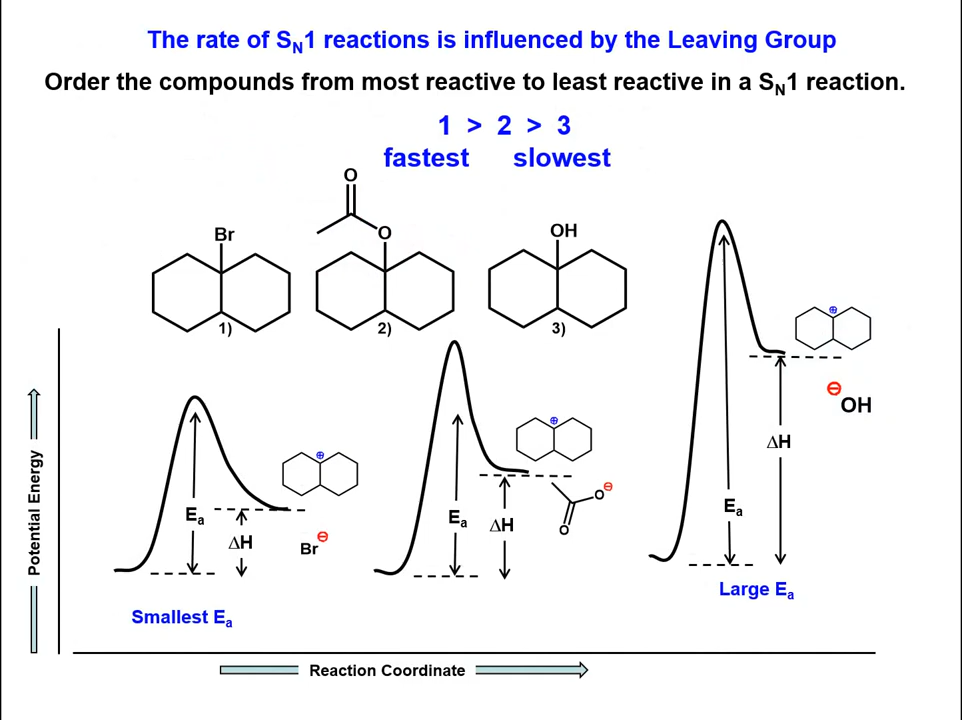 The rate of SN1 reactions is influenced by the Leaving Group
Order the compounds from most reactive to least reactive in a SN1 reaction.
1 > 2 > 3
fastest slowest
O
Br
O
OH
1)
2)
3)
⊕
⊖
OH
ΔH
Ea
Large Ea
⊕
⊖
O
O
Ea
ΔH
⊕
⊖
Br
Ea
ΔH
Smallest Ea
Potential Energy
Reaction Coordinate